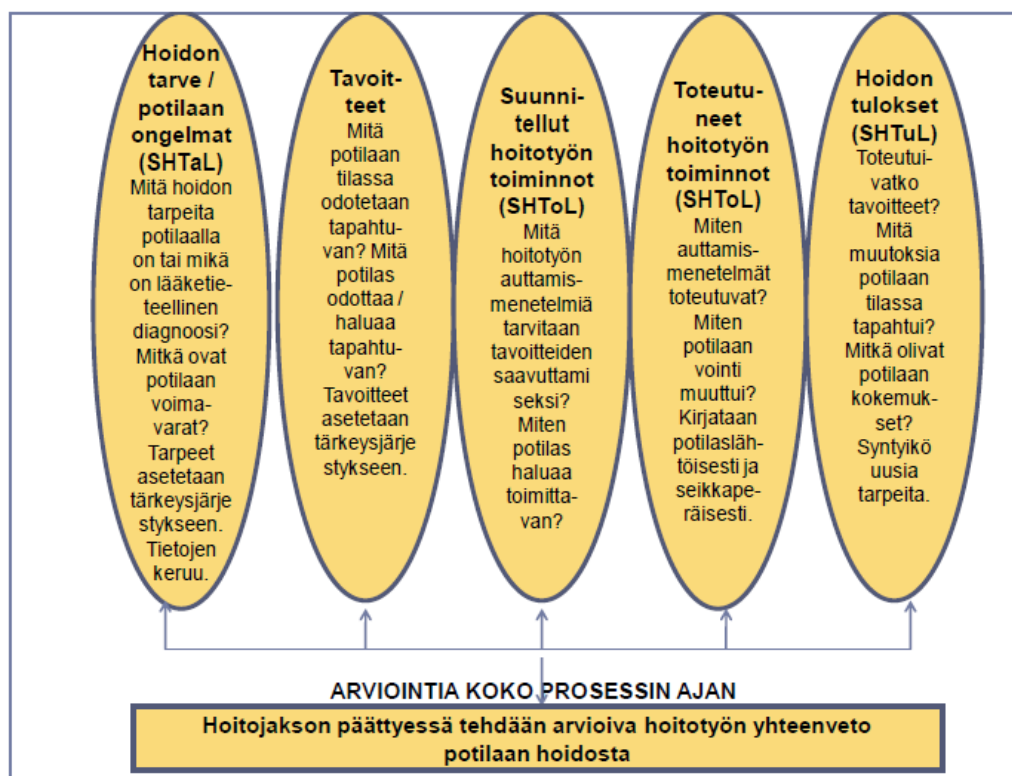 Hoidon
tarve /
potilaan
ongelmat
(SHTaL)
Mitä hoidon
tarpeita
potilaalla
on tai mikä
on lääketie-
teellinen
diagnoosi?
Mitkä ovat
potilaan
voima-
varat?
Tarpeet
asetetaan
tärkeysjärje
stykseen.
Tietojen
keruu.
Tavoit-
teet
Mitä
potilaan
tilassa
odotetaan
tapahtu-
van? Mitä
potilas
odottaa /
haluaa
tapahtu-
van?
Tavoitteet
asetetaan
tärkeysjärje
stykseen.
Suunni-
tellut
hoitotyön
toiminnot
(SHToL)
Mitä
hoitotyön
auttamis-
menetelmiä
tarvitaan
tavoitteiden
saavuttami
seksi?
Miten
potilas
haluaa
toimitta-
van?
Toteutu-
neet
hoitotyön
toiminnot
(SHToL)
Miten
auttamis-
menetelmät
toteutuvat?
Miten
potilaan
vointi
muuttui?
Kirjataan
potilasläh-
töisesti ja
seikkape-
räisesti.
Hoidon
tulokset
(SHTuL)
Toteutui-
vatko
tavoitteet?
Mitä
muutoksia
potilaan
tilassa
tapahtui?
Mitkä olivat
potilaan
kokemuk-
set?
Syntyikö
uusia
tarpeita.
ARVIOINTIA KOKO PROSESSIN AJAN
Hoitojakson päättyessä tehdään arvioiva hoitotyön yhteenveto
potilaan hoidosta